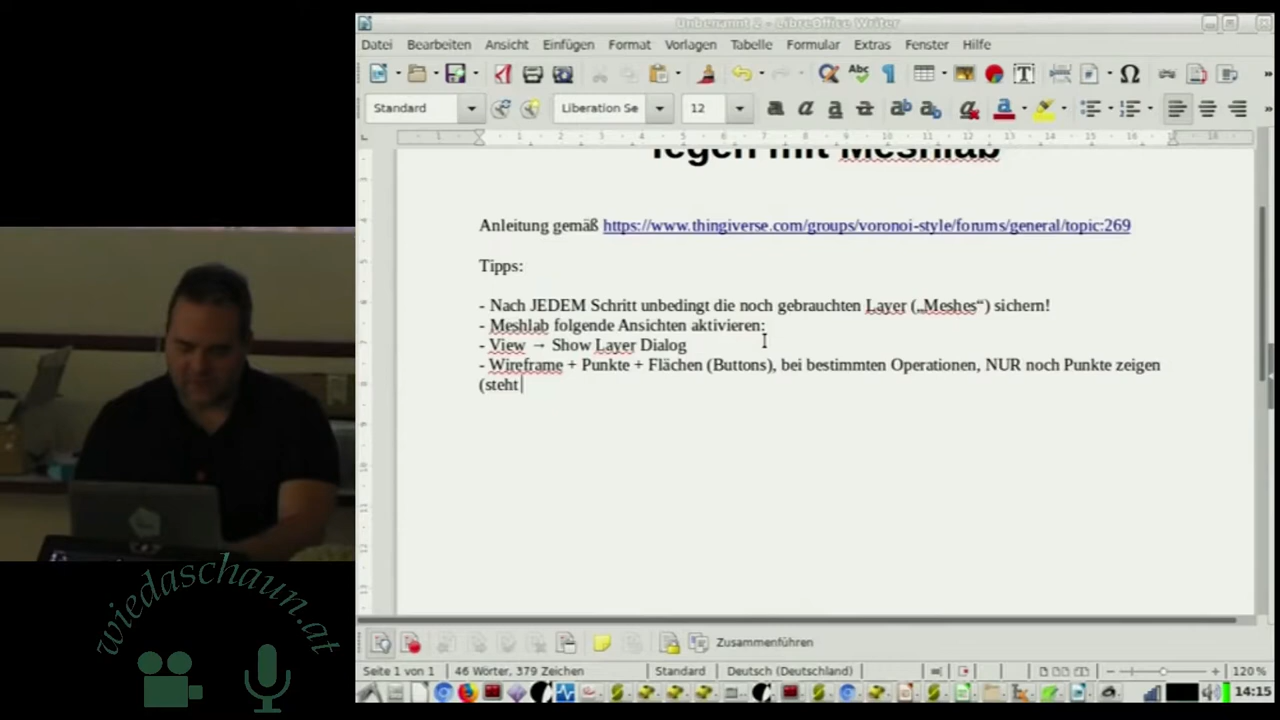 Unbenannt 2 - LibreOffice Writer
Datei Bearbeiten Ansicht Einfügen Format Vorlagen Tabelle Formular Extras Fenster Hilfe
Standard Liberation Se 12
legen mit Meshlab
Anleitung gemäß https://www.thingiverse.com/groups/voronoi-style/forums/general/topic:269
Tipps:
- Nach JEDEM Schritt unbedingt die noch gebrauchten Layer („Meshes“) sichern!
- Meshlab folgende Ansichten aktivieren:
- View → Show Layer Dialog
- Wireframe + Punkte + Flächen (Buttons), bei bestimmten Operationen, NUR noch Punkte zeigen
(steht
wiedaschaun.at
Zusammenführen
Seite 1 von 1 46 Wörter, 379 Zeichen Standard Deutsch (Deutschland) 120 %
14:15